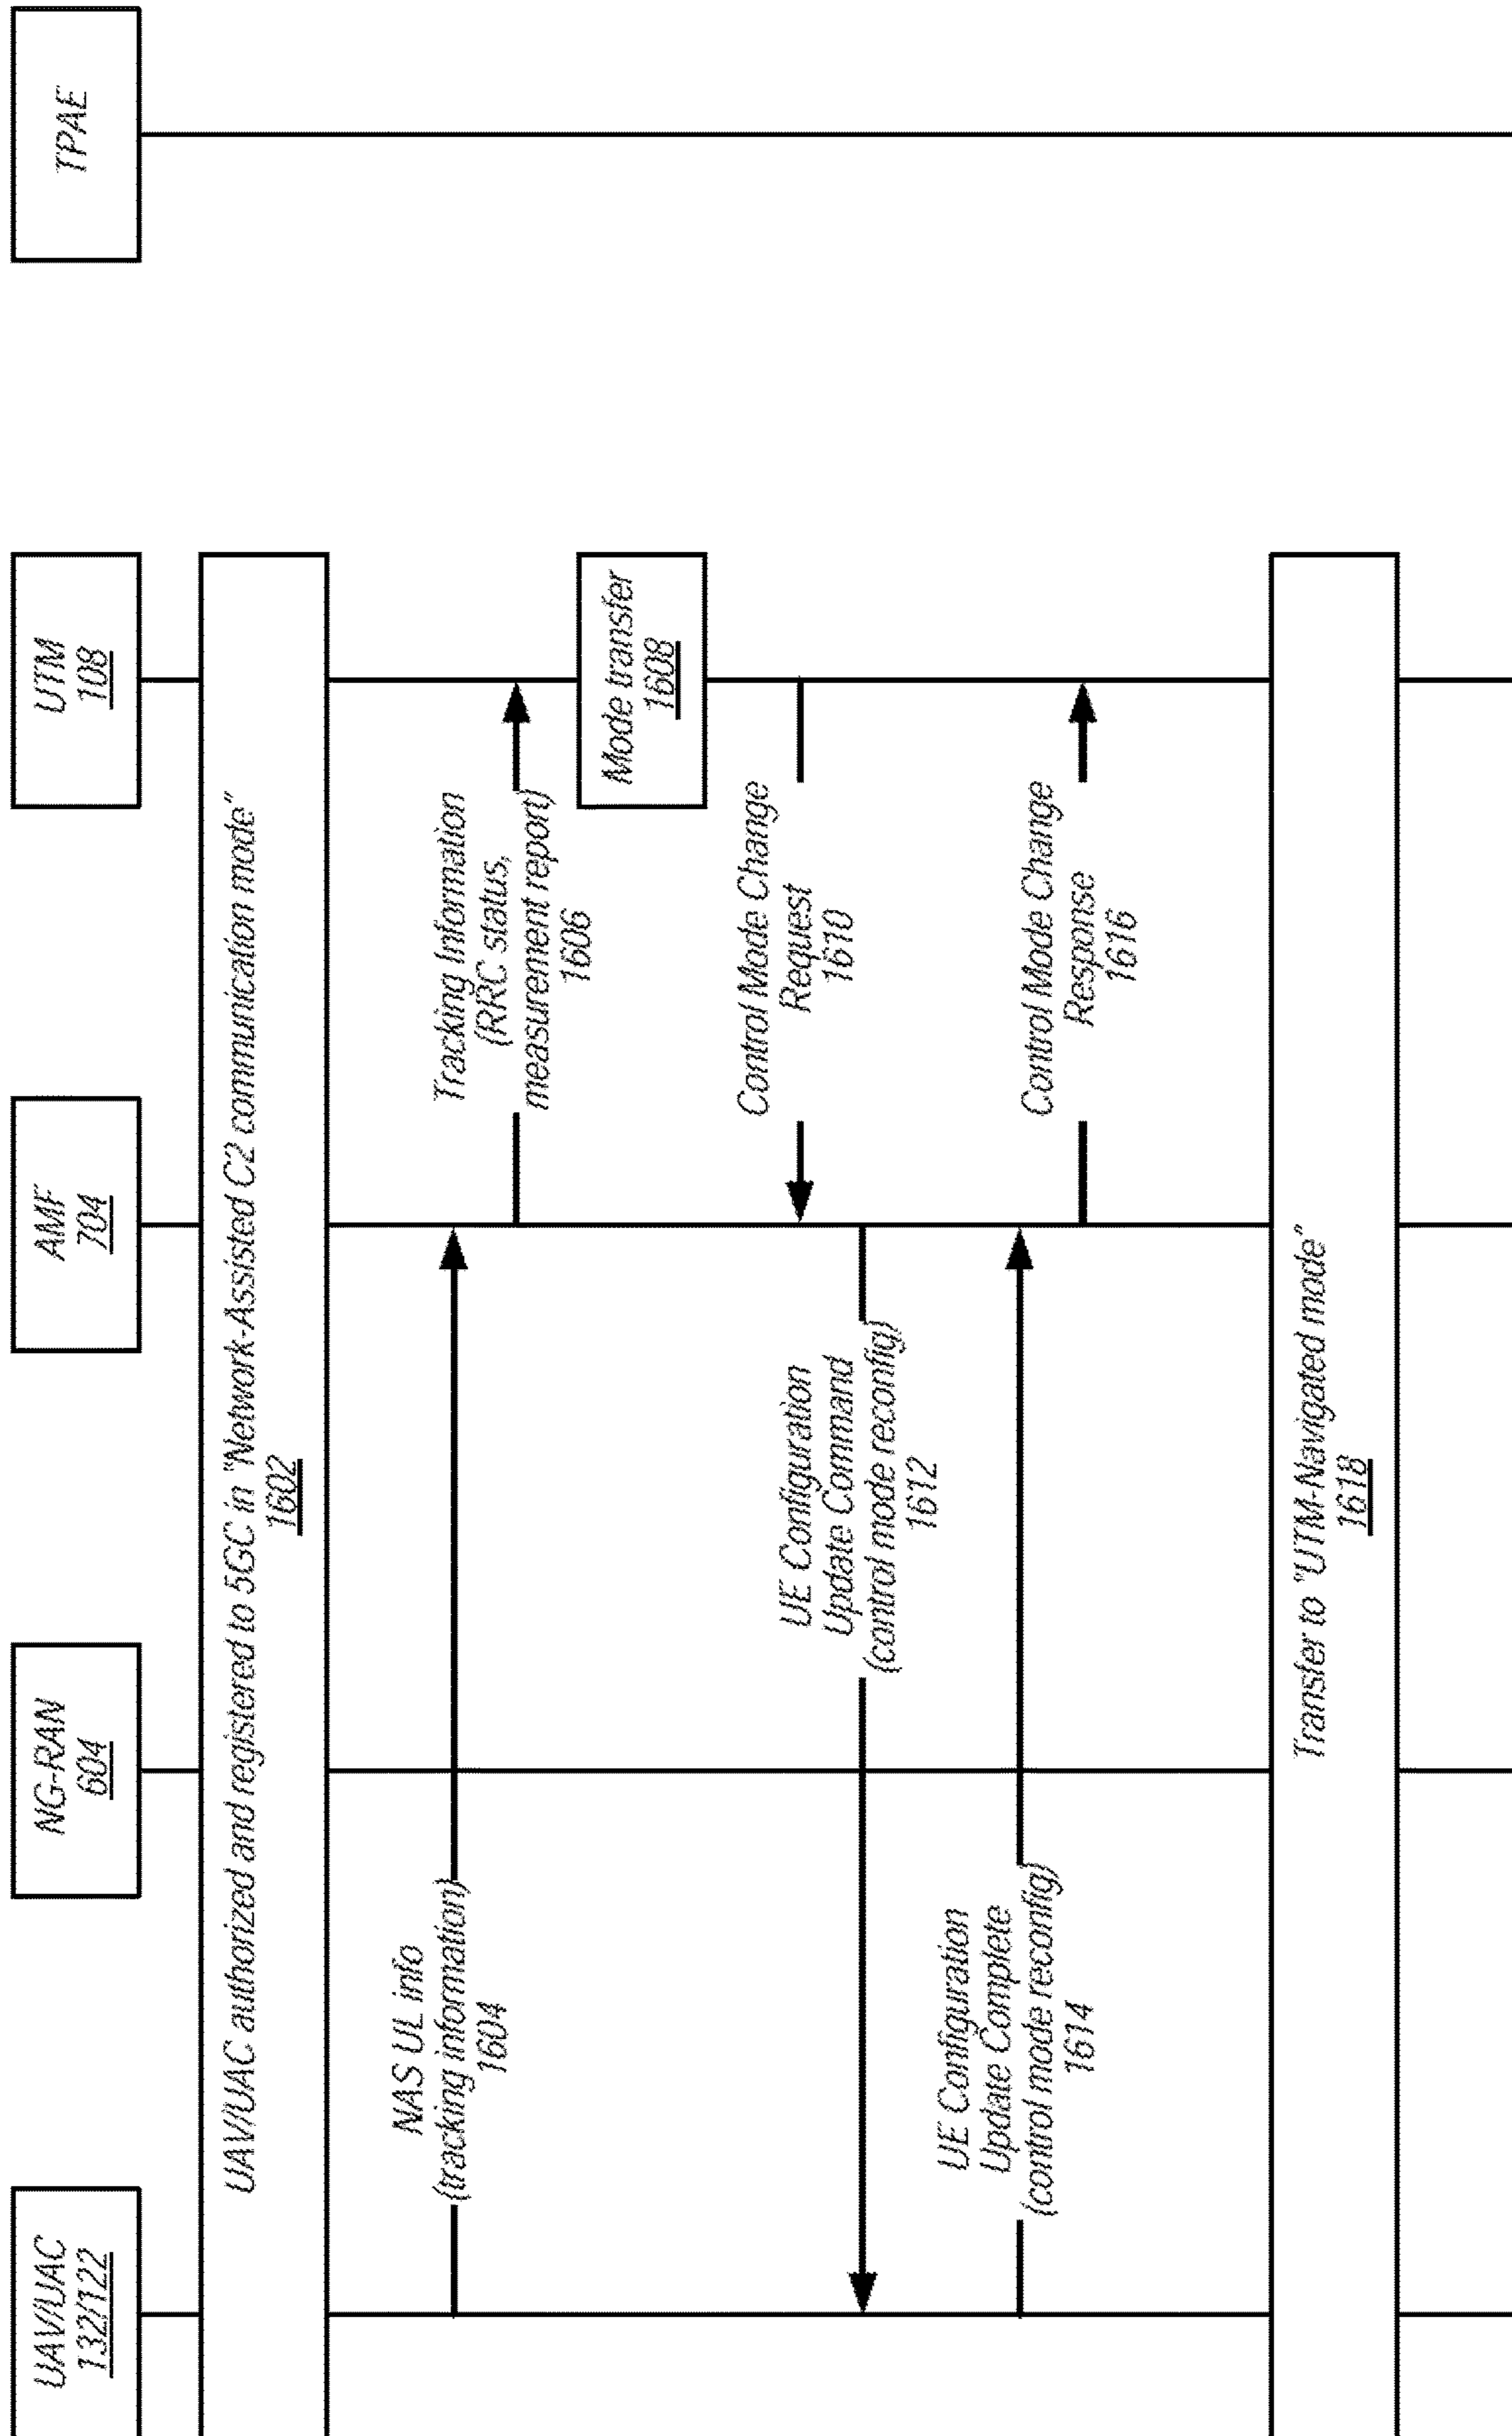 UAV/UAC
132/122
NG-RAN
604
AMF
704
UTM
108
TPAE
UAV/UAC authorized and registered to 5GC in "Network-Assisted C2 communication mode"
1602
NAS UL info
(tracking information)
1604
Tracking Information
(RRC status,
measurement report)
1606
Mode transfer
1608
Control Mode Change
Request
1610
UE Configuration
Update Command
(control mode reconfig)
1612
UE Configuration
Update Complete
(control mode reconfig)
1614
Control Mode Change
Response
1616
Transfer to "UTM-Navigated mode"
1618